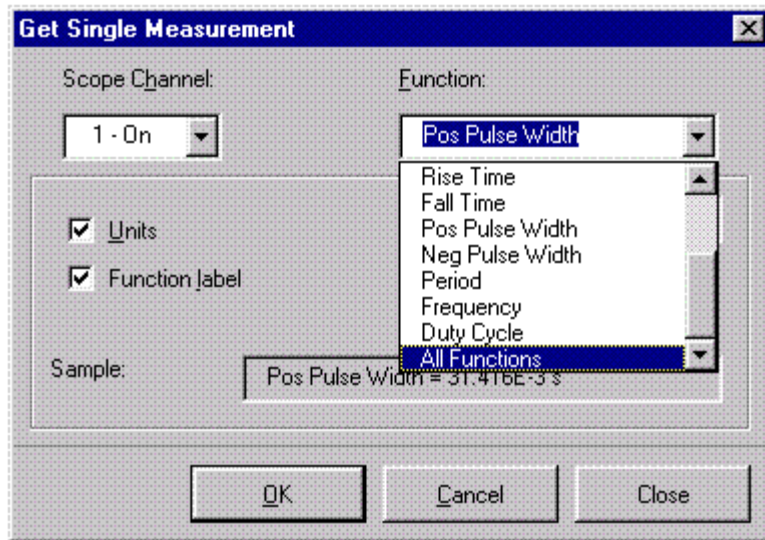 Get Single Measurement
Scope Channel:
Function:
1 - On
Pos Pulse Width
Rise Time
Fall Time
Pos Pulse Width
Neg Pulse Width
Period
Frequency
Duty Cycle
All Functions
Units
Function label
Sample:
Pos Pulse Width = 31.416E-3 s
OK
Cancel
Close